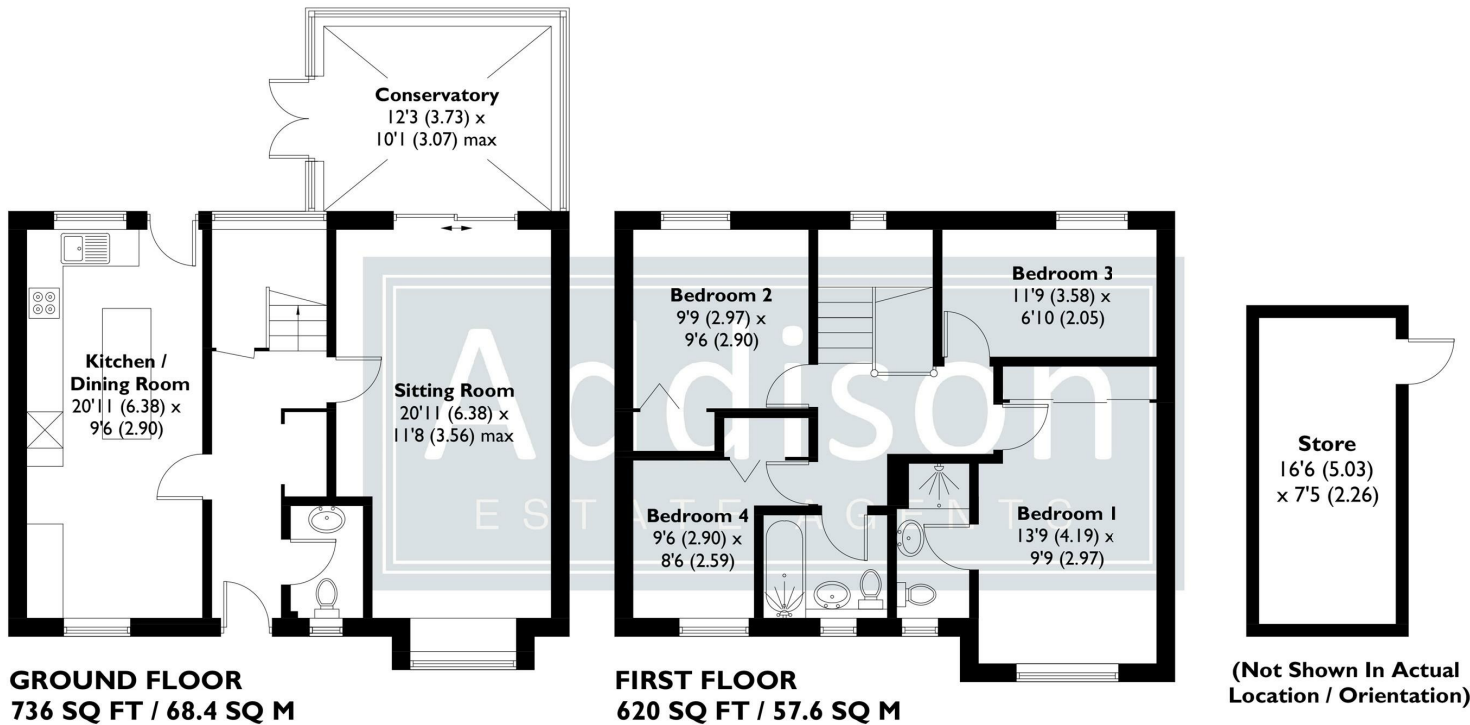 Conservatory
12'3 (3.73) x
10'1 (3.07) max
Kitchen /
Dining Room
20'11 (6.38) x
9'6 (2.90)
Sitting Room
20'11 (6.38) x
11'8 (3.56) max
GROUND FLOOR
736 SQ FT / 68.4 SQ M
Bedroom 2
9'9 (2.97) x
9'6 (2.90)
Bedroom 3
11'9 (3.58) x
6'10 (2.05)
Bedroom 4
9'6 (2.90) x
8'6 (2.59)
Bedroom 1
13'9 (4.19) x
9'9 (2.97)
FIRST FLOOR
620 SQ FT / 57.6 SQ M
Addison
ESTATE AGENTS
Store
16'6 (5.03)
x 7'5 (2.26)
(Not Shown In Actual
Location / Orientation)